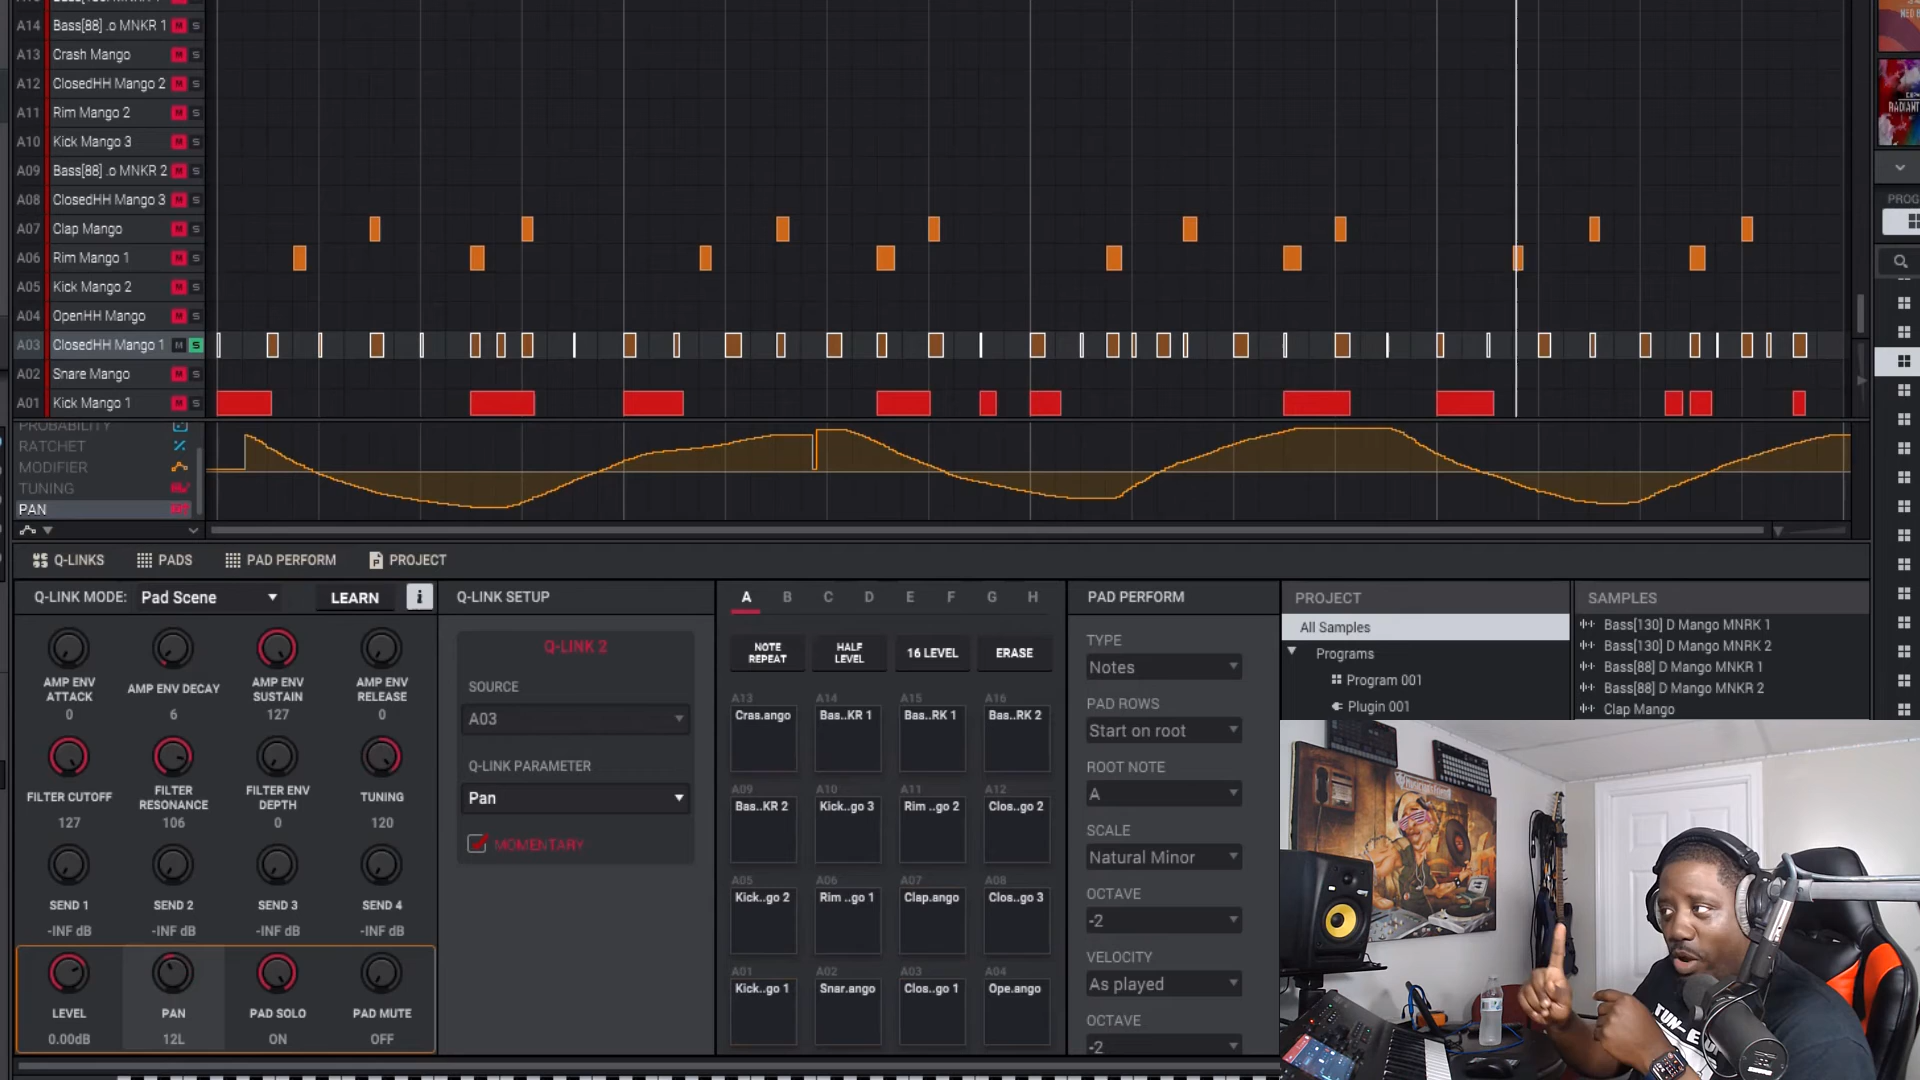 A14 Bass[88] .o MNKR 1 M S
A13 Crash Mango M S
A12 ClosedHH Mango 2 M S
A11 Rim Mango 2 M S
A10 Kick Mango 3 M S
A09 Bass[88] .o MNKR 2 M S
A08 ClosedHH Mango 3 M S
A07 Clap Mango M S
A06 Rim Mango 1 M S
A05 Kick Mango 2 M S
A04 OpenHH Mango M S
A03 ClosedHH Mango 1 M S
A02 Snare Mango M S
A01 Kick Mango 1 M S
PROBABILITY
RATCHET
MODIFIER
TUNING
PAN
PROG
RADIANT
Q-LINKS PADS PAD PERFORM PROJECT
Q-LINK MODE: Pad Scene LEARN i
AMP ENV ATTACK
0
AMP ENV DECAY
6
AMP ENV SUSTAIN
127
AMP ENV RELEASE
0
FILTER CUTOFF
127
FILTER RESONANCE
106
FILTER ENV DEPTH
0
TUNING
120
SEND 1
-INF dB
SEND 2
-INF dB
SEND 3
-INF dB
SEND 4
-INF dB
LEVEL
0.00dB
PAN
12L
PAD SOLO
ON
PAD MUTE
OFF
Q-LINK SETUP
Q-LINK 2
SOURCE
A03
Q-LINK PARAMETER
Pan
MOMENTARY
A B C D E F G H
NOTE REPEAT
HALF LEVEL
16 LEVEL
ERASE
A13 A14 A15 A16
Cras.ango Bas..KR 1 Bas..RK 1 Bas..RK 2
A09 A10 A11 A12
Bas..KR 2 Kick..go 3 Rim ..go 2 Clos..go 2
A05 A06 A07 A08
Kick..go 2 Rim ..go 1 Clap.ango Clos..go 3
A01 A02 A03 A04
Kick..go 1 Snar.ango Clos..go 1 Ope.ango
PAD PERFORM
TYPE
Notes
PAD ROWS
Start on root
ROOT NOTE
A
SCALE
Natural Minor
OCTAVE
-2
VELOCITY
As played
OCTAVE
-2
PROJECT
All Samples
Programs
Program 001
Plugin 001
SAMPLES
Bass[130] D Mango MNRK 1
Bass[130] D Mango MNRK 2
Bass[88] D Mango MNKR 1
Bass[88] D Mango MNKR 2
Clap Mango